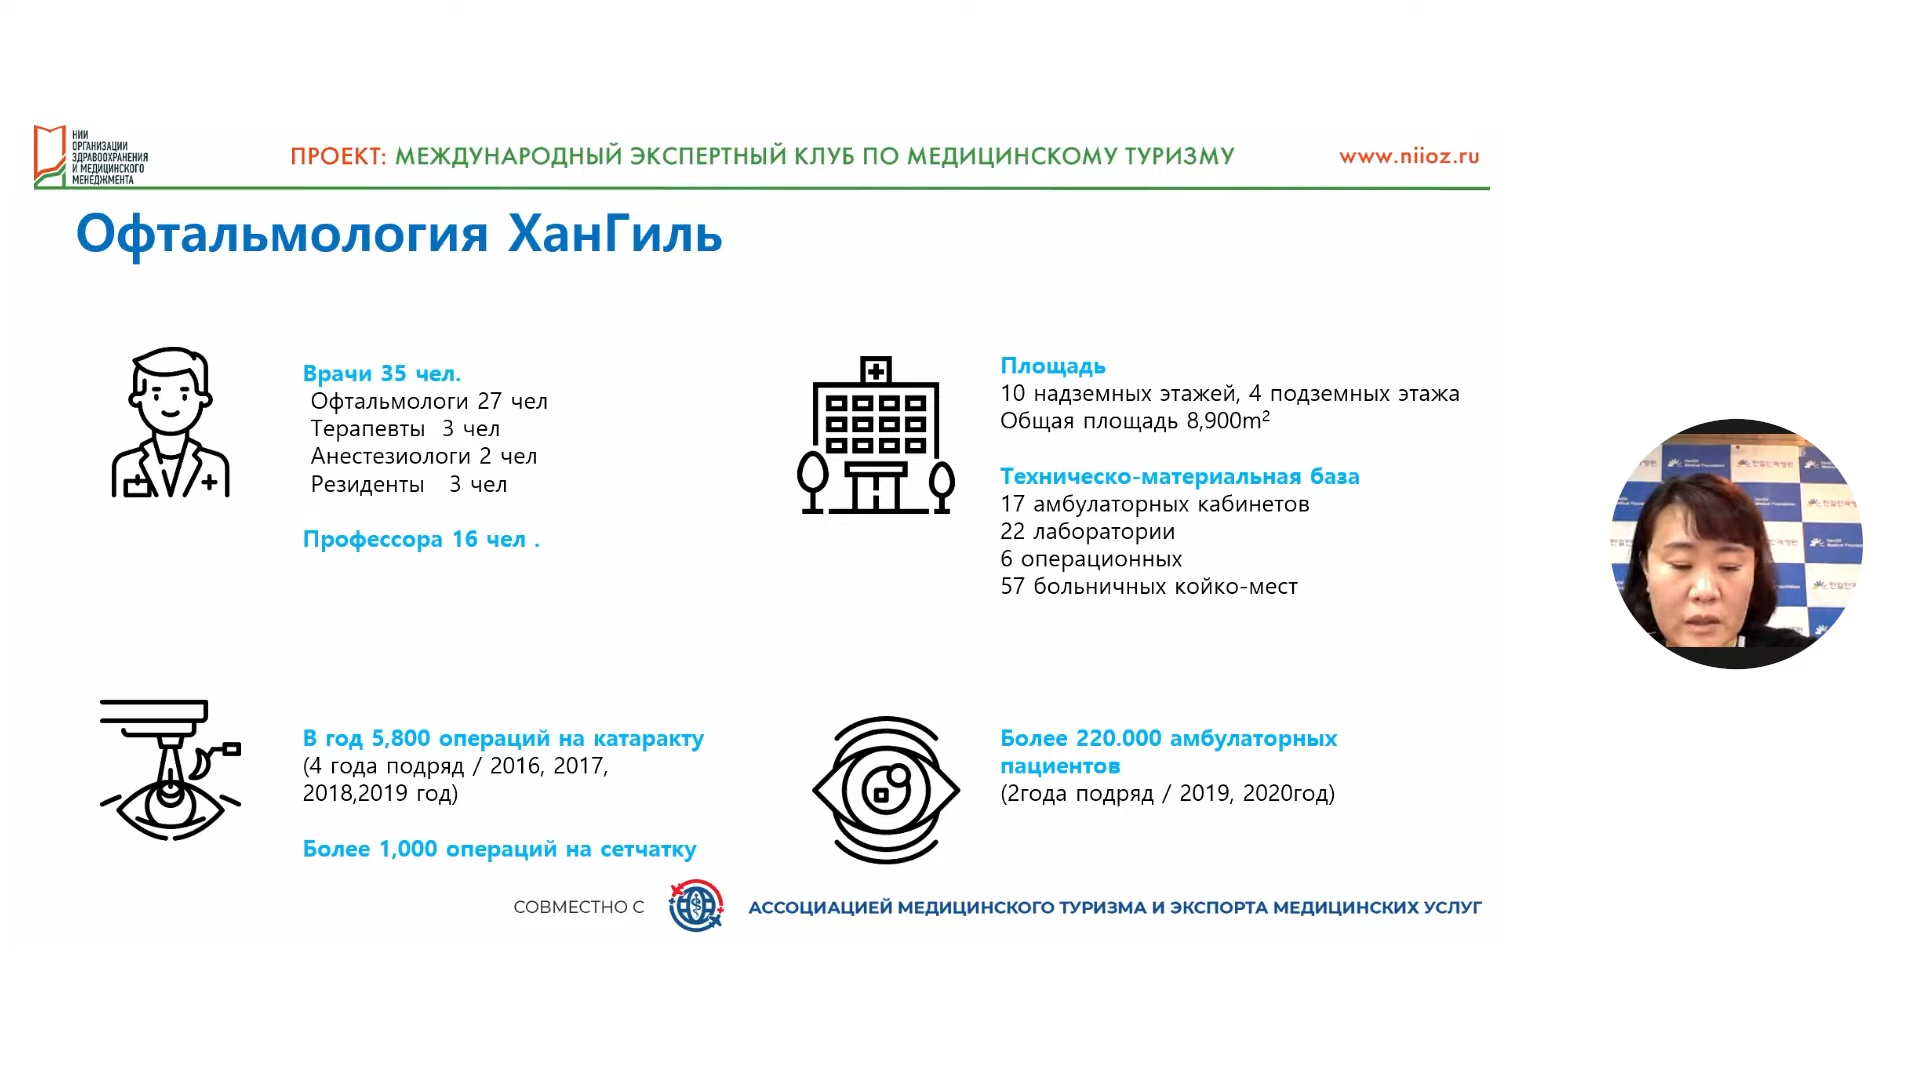 НИИ
ОРГАНИЗАЦИИ
ЗДРАВООХРАНЕНИЯ
И МЕДИЦИНСКОГО
МЕНЕДЖМЕНТА
ПРОЕКТ: МЕЖДУНАРОДНЫЙ ЭКСПЕРТНЫЙ КЛУБ ПО МЕДИЦИНСКОМУ ТУРИЗМУ
www.niioz.ru
Офтальмология ХанГиль
Врачи 35 чел.
Офтальмологи 27 чел
Терапевты 3 чел
Анестезиологи 2 чел
Резиденты 3 чел
Профессора 16 чел .
Площадь
10 надземных этажей, 4 подземных этажа
Общая площадь 8,900m²
Техническо-материальная база
17 амбулаторных кабинетов
22 лаборатории
6 операционных
57 больничных койко-мест
В год 5,800 операций на катаракту
(4 года подряд / 2016, 2017,
2018,2019 год)
Более 1,000 операций на сетчатку
Более 220.000 амбулаторных
пациентов
(2года подряд / 2019, 2020год)
СОВМЕСТНО С
АССОЦИАЦИЕЙ МЕДИЦИНСКОГО ТУРИЗМА И ЭКСПОРТА МЕДИЦИНСКИХ УСЛУГ